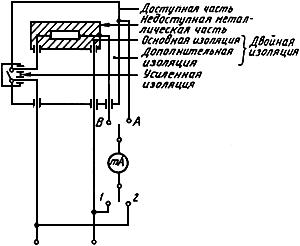 Доступная часть
Недоступная метал-
лическая часть
Основная изоляция
Дополнительная
изоляция
Двойная
изоляция
Усиленная
изоляция
В
А
mA
1
2